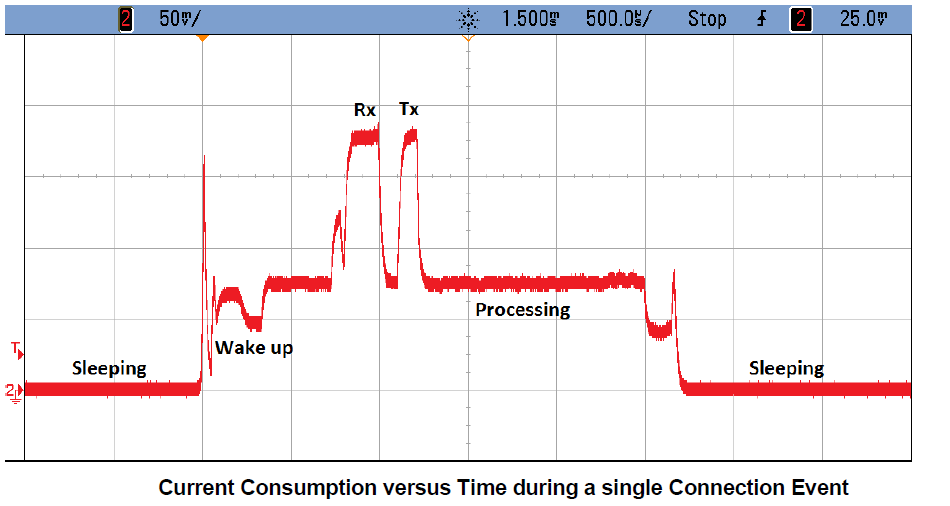 2 50mV/ 1.500ms 500.0us/ Stop 2 25.0mV
Rx Tx
Processing
Wake up
T
Sleeping Sleeping
2
Current Consumption versus Time during a single Connection Event